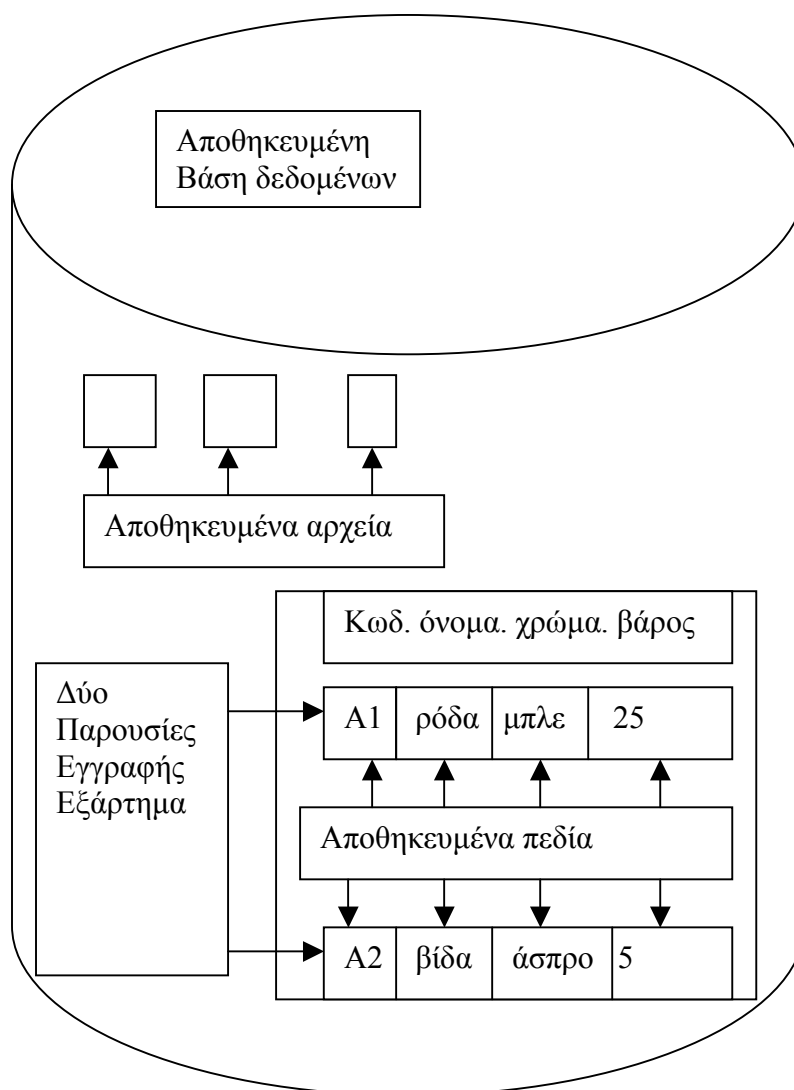 Αποθηκευμένη
Βάση δεδομένων
Αποθηκευμένα αρχεία
Κωδ. όνομα. χρώμα. βάρος
Δύο
Παρουσίες
Εγγραφής
Εξάρτημα
Α1 ρόδα μπλε 25
Αποθηκευμένα πεδία
Α2 βίδα άσπρο 5